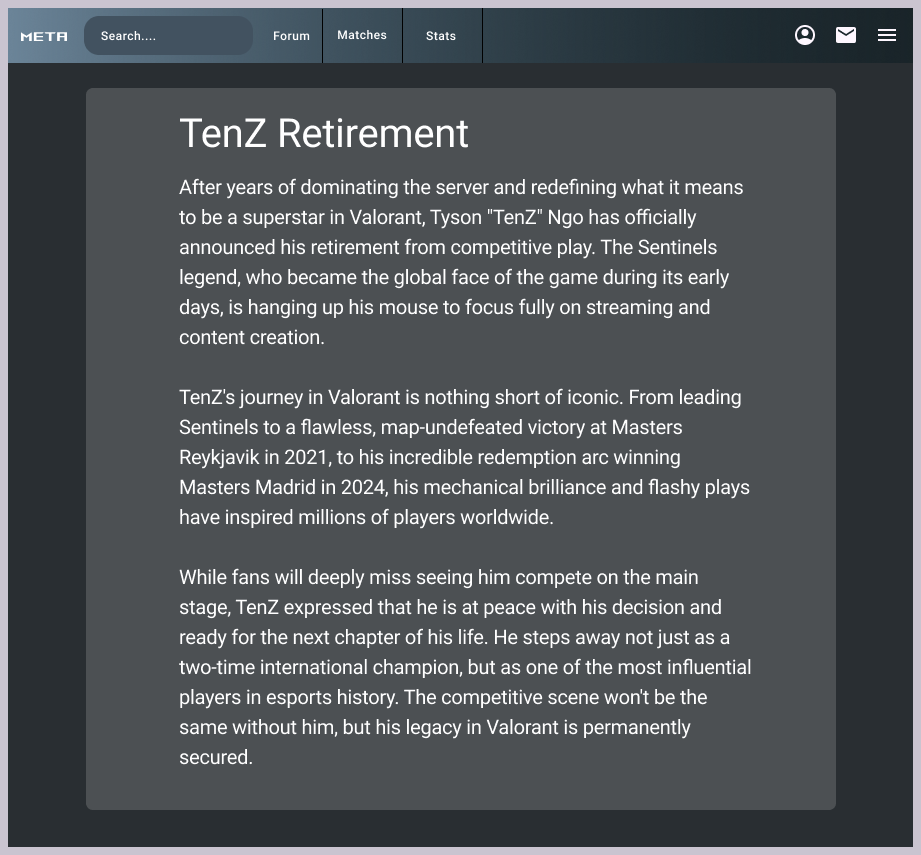 META
Search....
Forum
Matches
Stats
TenZ Retirement
After years of dominating the server and redefining what it means
to be a superstar in Valorant, Tyson "TenZ" Ngo has officially
announced his retirement from competitive play. The Sentinels
legend, who became the global face of the game during its early
days, is hanging up his mouse to focus fully on streaming and
content creation.
TenZ's journey in Valorant is nothing short of iconic. From leading
Sentinels to a flawless, map-undefeated victory at Masters
Reykjavik in 2021, to his incredible redemption arc winning
Masters Madrid in 2024, his mechanical brilliance and flashy plays
have inspired millions of players worldwide.
While fans will deeply miss seeing him compete on the main
stage, TenZ expressed that he is at peace with his decision and
ready for the next chapter of his life. He steps away not just as a
two-time international champion, but as one of the most influential
players in esports history. The competitive scene won't be the
same without him, but his legacy in Valorant is permanently
secured.